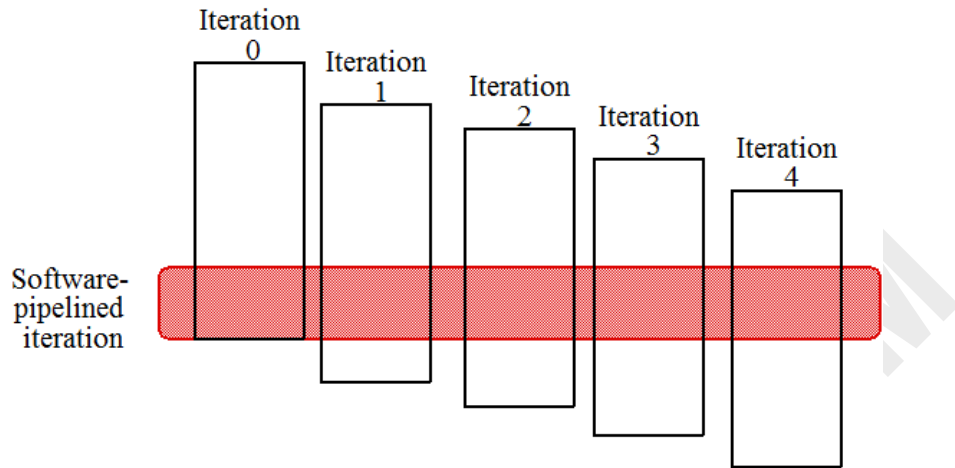 Iteration
0
Iteration
1
Iteration
2
Iteration
3
Iteration
4
Software-
pipelined
iteration
M